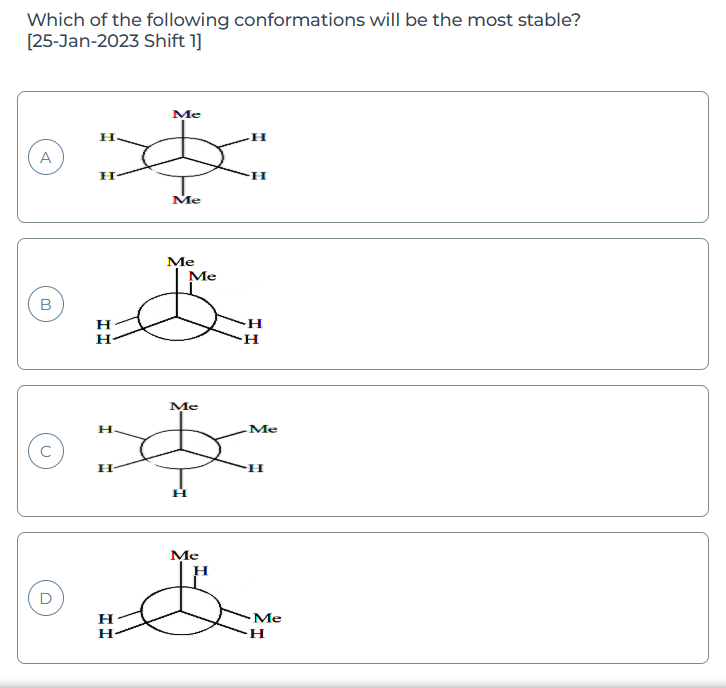 Which of the following conformations will be the most stable?
[25-Jan-2023 Shift 1]
Me
H H
A
H H
Me
Me
Me
B
H H
H H
Me
H Me
C
H H
H
Me
H
D
H Me
H H